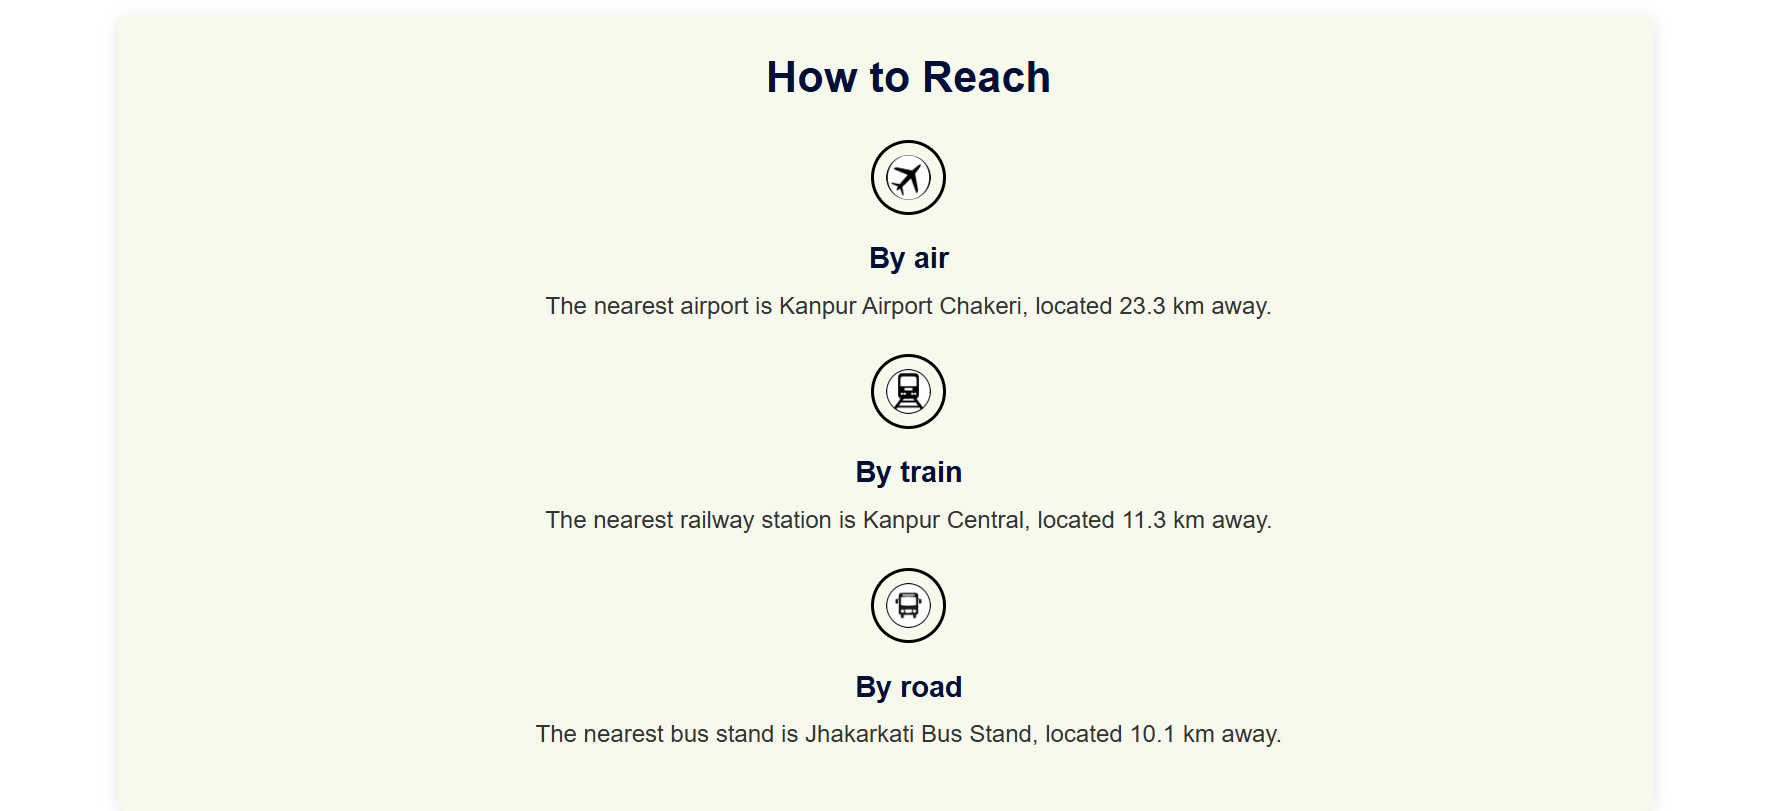 How to Reach
By air
The nearest airport is Kanpur Airport Chakeri, located 23.3 km away.
By train
The nearest railway station is Kanpur Central, located 11.3 km away.
By road
The nearest bus stand is Jhakarkati Bus Stand, located 10.1 km away.